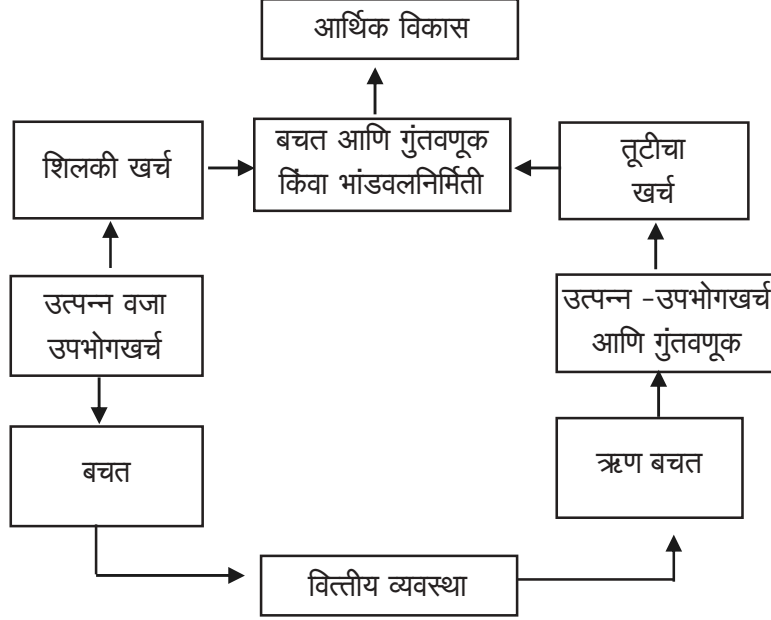 आर्थिक विकास
शिलकी खर्च
बचत आणि गुंतवणूक
किंवा भांडवलनिर्मिती
तूटीचा
खर्च
उत्पन्न वजा
उपभोगखर्च
उत्पन्न -उपभोगखर्च
आणि गुंतवणूक
बचत
ऋण बचत
वित्तीय व्यवस्था